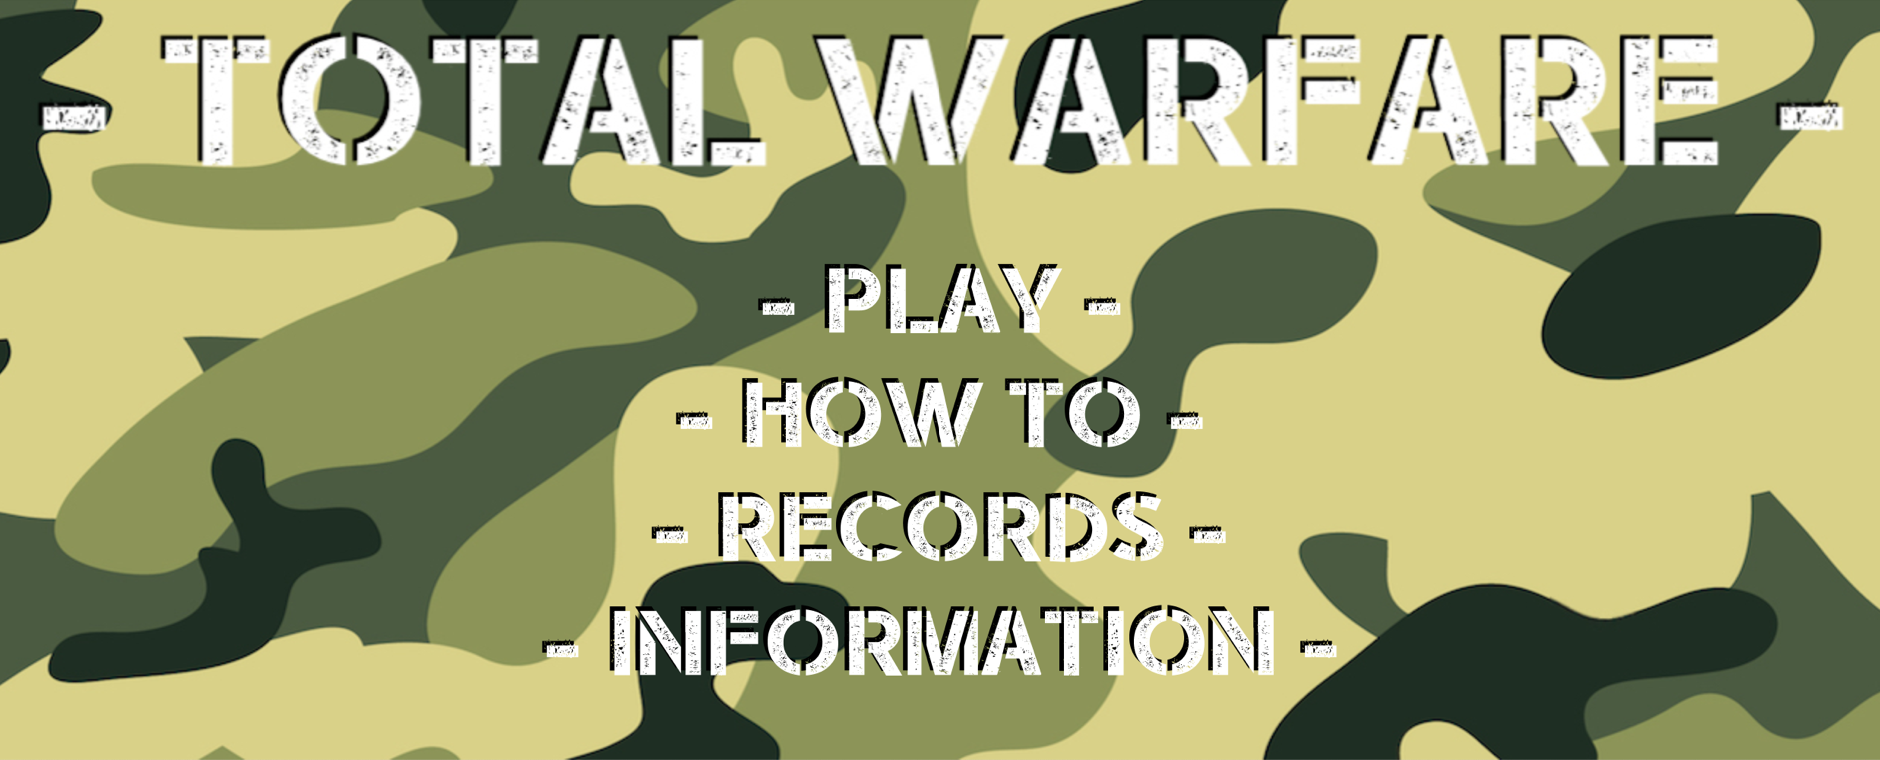 - TOTAL WARFARE -
- PLAY -
- HOW TO -
- RECORDS -
- INFORMATION -